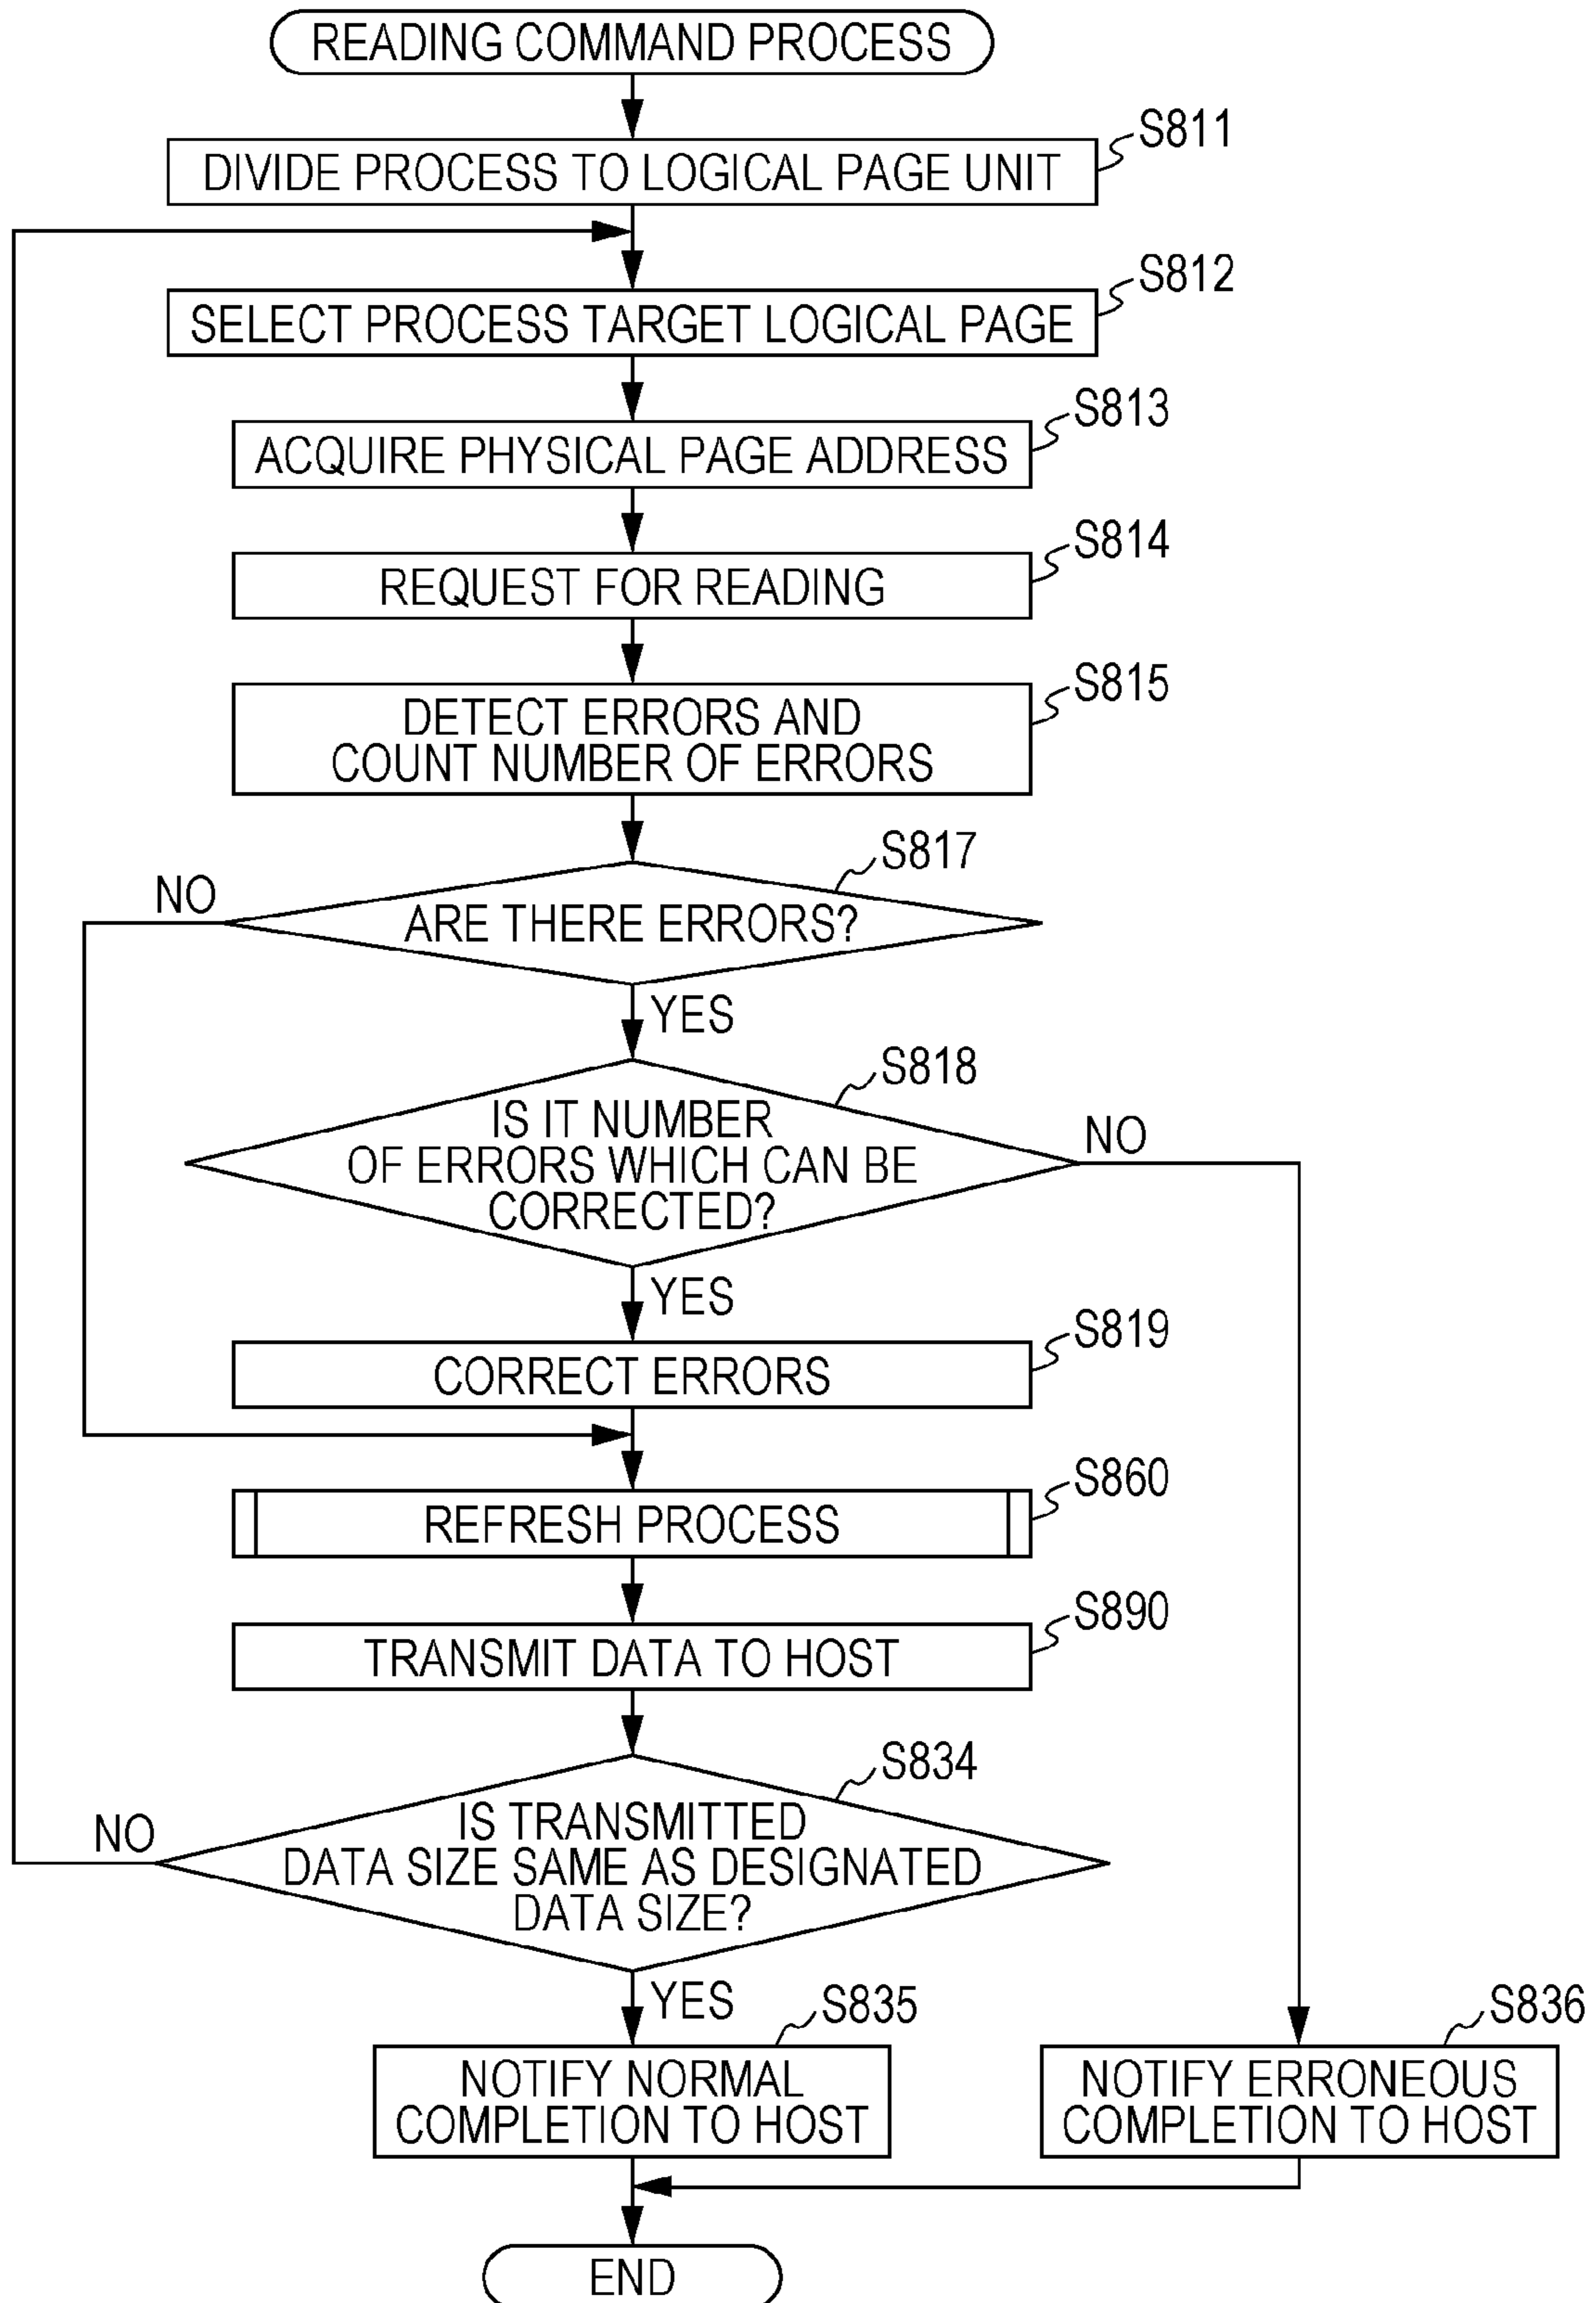 READING COMMAND PROCESS
S811
DIVIDE PROCESS TO LOGICAL PAGE UNIT
S812
SELECT PROCESS TARGET LOGICAL PAGE
S813
ACQUIRE PHYSICAL PAGE ADDRESS
S814
REQUEST FOR READING
S815
DETECT ERRORS AND
COUNT NUMBER OF ERRORS
S817
NO
ARE THERE ERRORS?
YES
S818
IS IT NUMBER
OF ERRORS WHICH CAN BE
CORRECTED?
NO
YES
S819
CORRECT ERRORS
S860
REFRESH PROCESS
S890
TRANSMIT DATA TO HOST
S834
NO
IS TRANSMITTED
DATA SIZE SAME AS DESIGNATED
DATA SIZE?
YES
S835
NOTIFY NORMAL
COMPLETION TO HOST
S836
NOTIFY ERRONEOUS
COMPLETION TO HOST
END